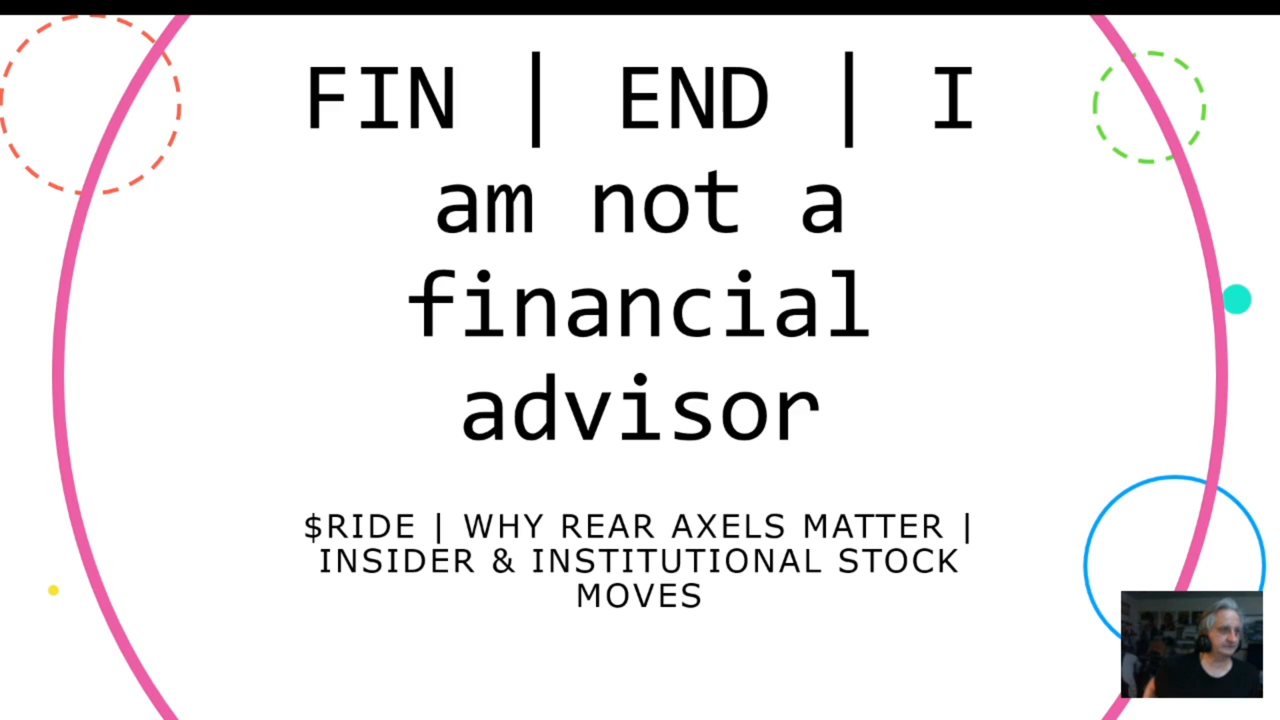 FIN | END | I
am not a
financial
advisor
$RIDE | WHY REAR AXELS MATTER |
INSIDER & INSTITUTIONAL STOCK
MOVES